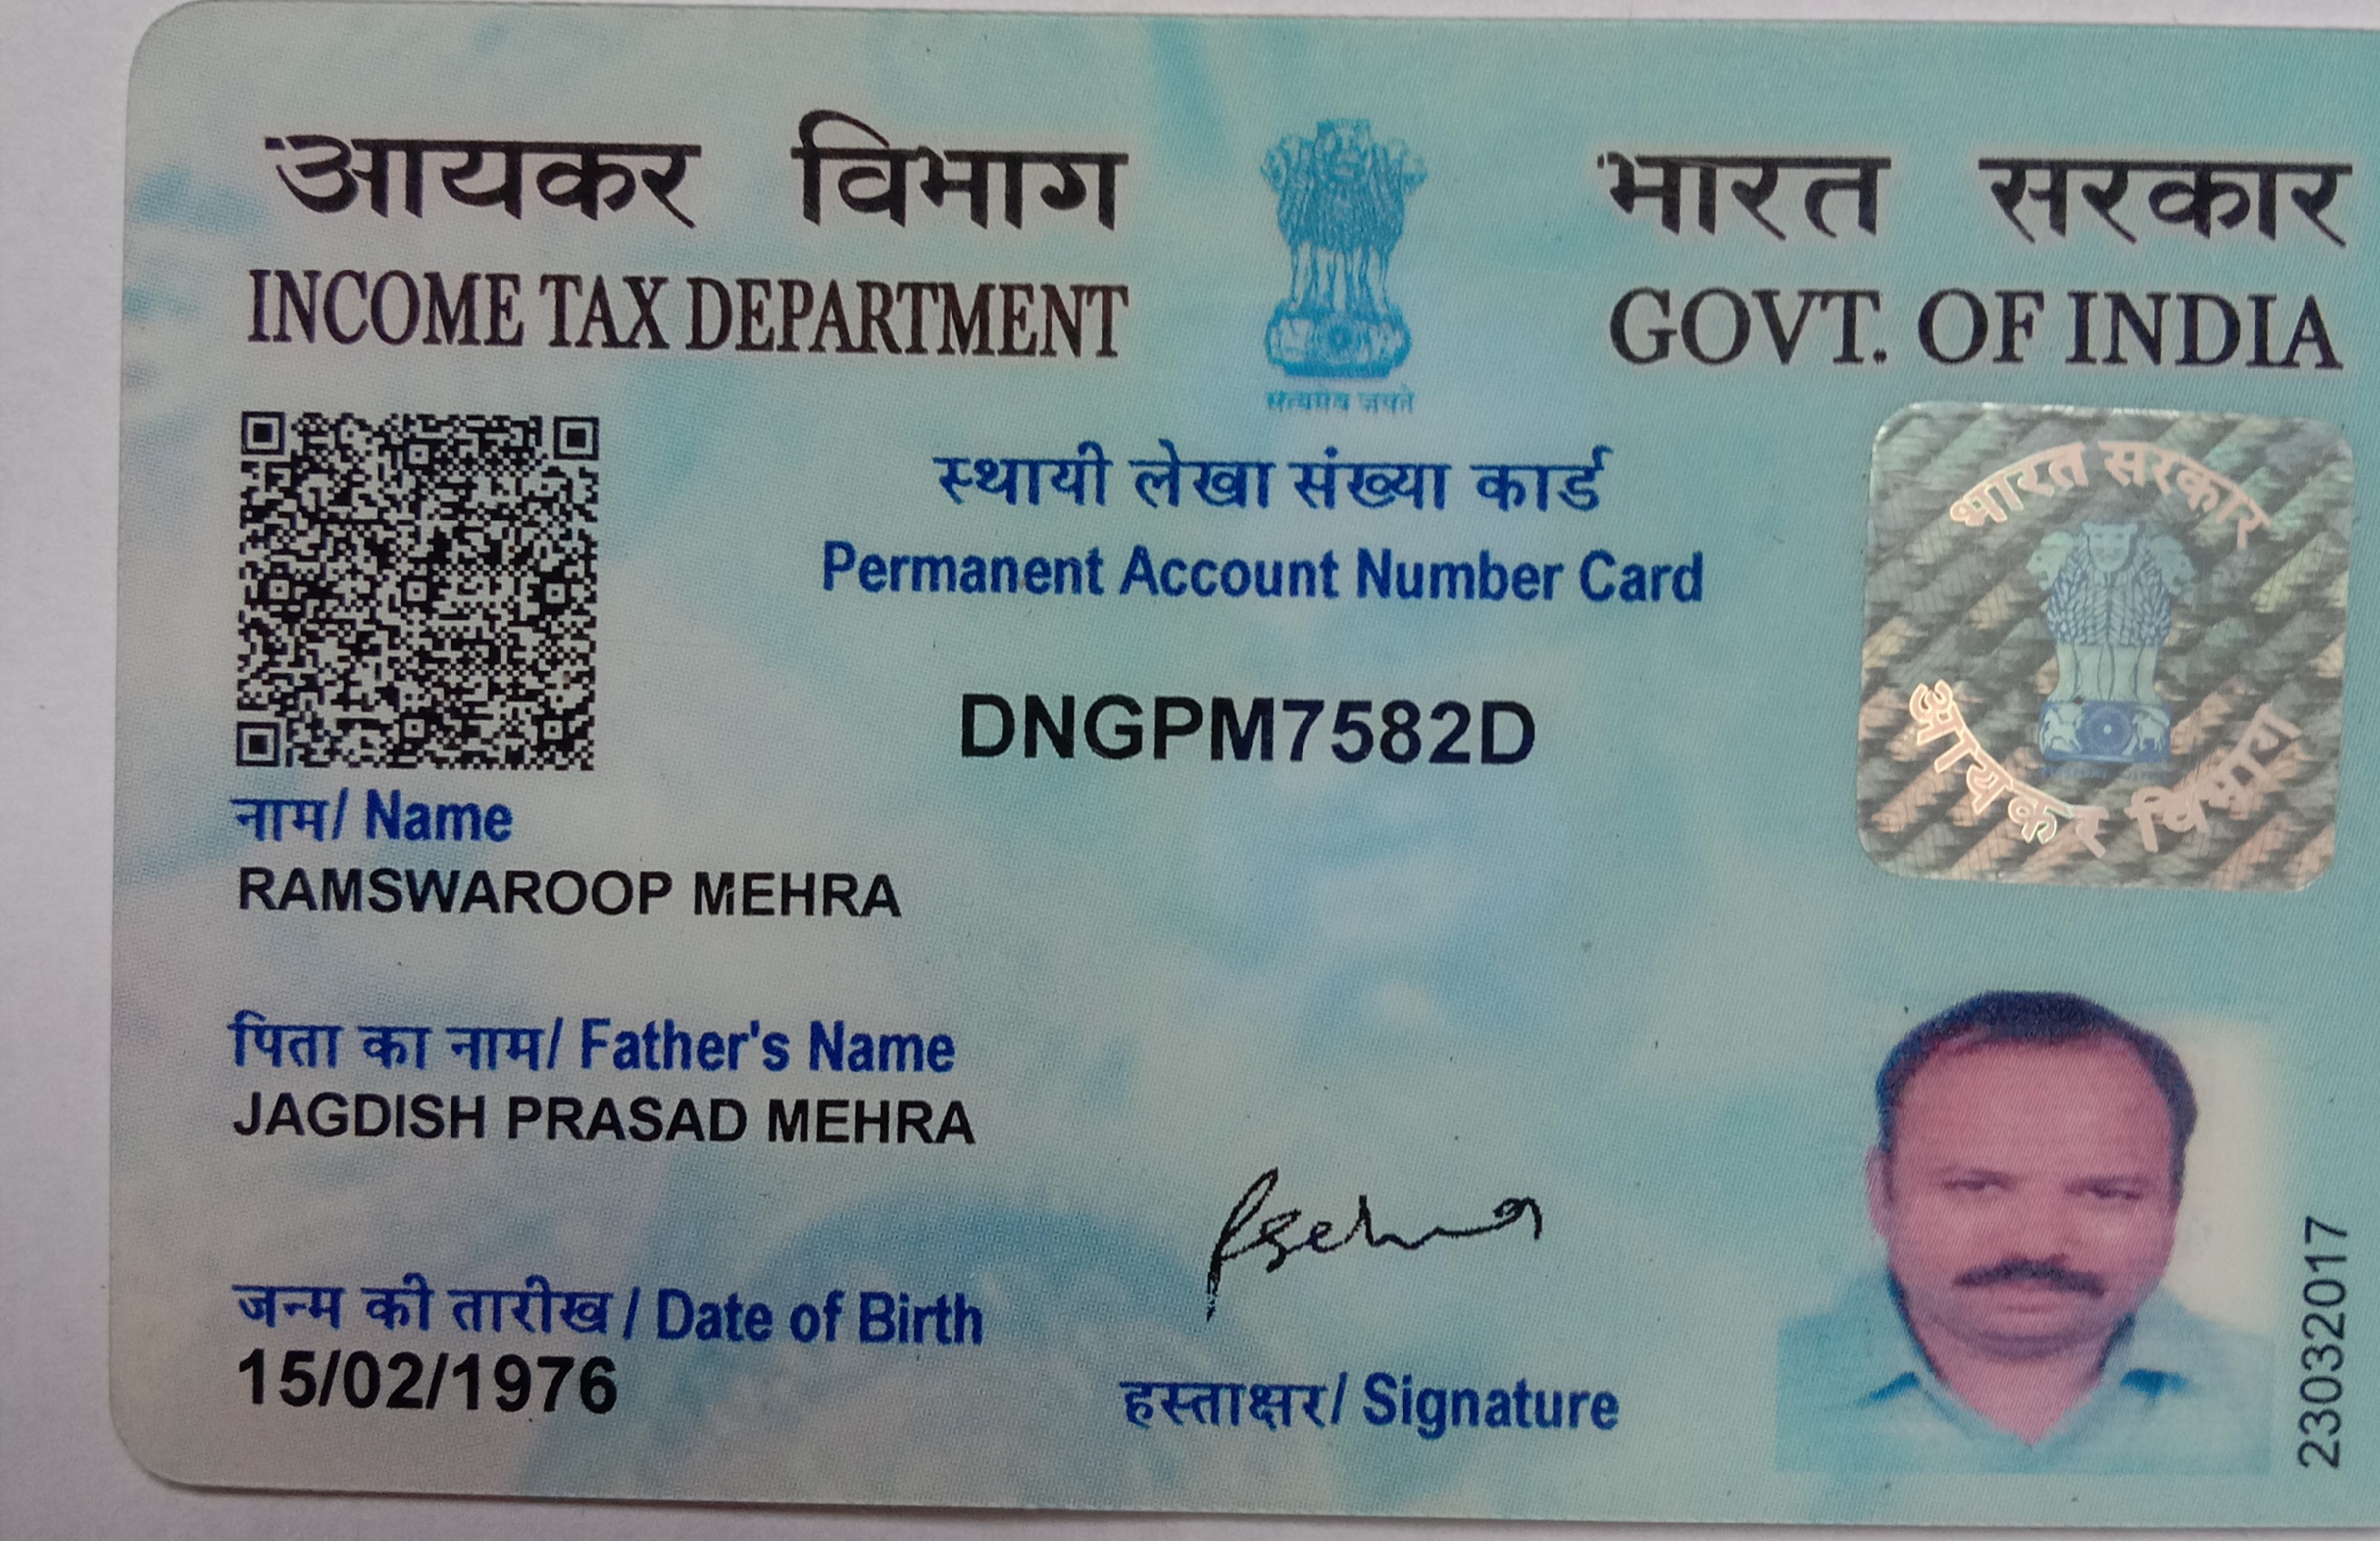 आयकर विभाग
INCOME TAX DEPARTMENT
सत्यमेव जयते
भारत सरकार
GOVT. OF INDIA
स्थायी लेखा संख्या कार्ड
Permanent Account Number Card
DNGPM7582D
भारत सरकार
आयकर विभाग
नाम/ Name
RAMSWAROOP MEHRA
पिता का नाम/ Father's Name
JAGDISH PRASAD MEHRA
जन्म की तारीख / Date of Birth
15/02/1976
हस्ताक्षर/ Signature
23032017